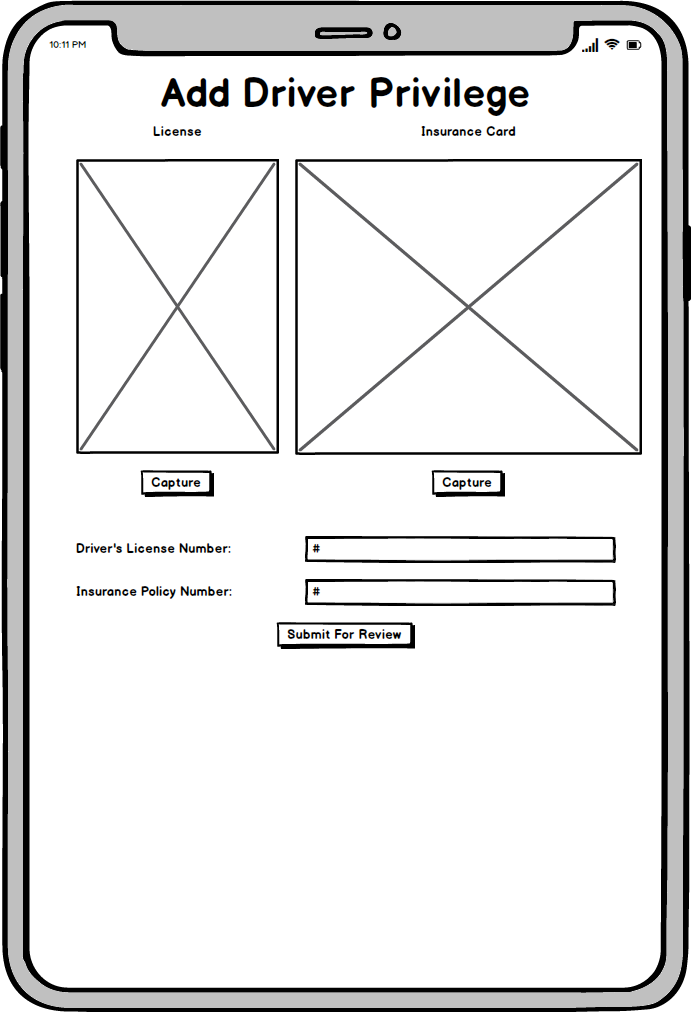 10:11 PM
Add Driver Privilege
License
Insurance Card
Capture
Capture
Driver's License Number:
#
Insurance Policy Number:
#
Submit For Review